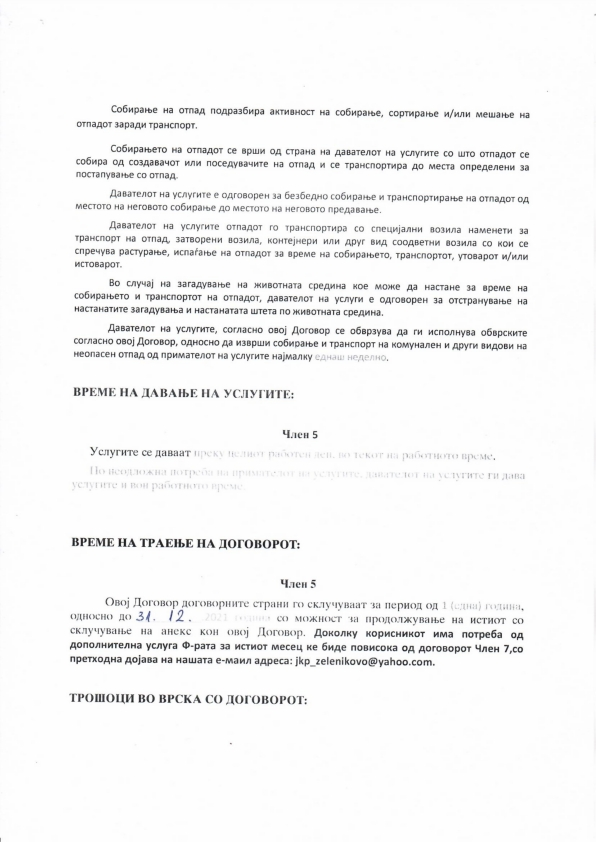 Собирање на отпад подразбира активност на собирање, сортирање и/или мешање на
отпадот заради транспорт.
Собирањето на отпадот се врши од страна на давателот на услугите со што отпадот се
собира од создавачот или поседувачите на отпад и се транспортира до места определени за
постапување со отпад.
Давателот на услугите е одговорен за безбедно собирање и транспортирање на отпадот од
местото на неговото собирање до местото на неговото предавање.
Давателот на услугите отпадот го транспортира со специјални возила наменети за
транспорт на отпад, затворени возила, контејнери или друг вид соодветни возила со кои се
спречува растурање, испаѓање на отпадот за време на собирањето, транспортот, утоварот и/или
истоварот.
Во случај на загадување на животната средина кое може да настане за време на
собирањето и транспортот на отпадот, давателот на услуги е одговорен за отстранување на
настанатите загадувања и настанатата штета по животната средина.
Давателот на услугите, согласно овој Договор се обврзува да ги исполнува обврските
согласно овој Договор, односно да изврши собирање и транспорт на комунален и други видови на
неопасен отпад од примателот на услугите најмалку еднаш неделно.
ВРЕМЕ НА ДАВАЊЕ НА УСЛУГИТЕ:
Член 5
Услугите се даваат преку целиот работен ден, во текот на работното време.
По неодложна потреба на примателот на услугите, давателот на услугите ги дава
услугите и вон работното време.
ВРЕМЕ НА ТРАЕЊЕ НА ДОГОВОРОТ:
Член 5
Овој Договор договорните страни го склучуваат за период од 1 (една) година,
односно до 31. 12. 2021 година со можност за продолжување на истиот со
склучување на анекс кон овој Договор. Доколку корисникот има потреба од
дополнителна услуга Ф-рата за истиот месец ке биде повисока од договорот Член 7,со
претходна дојава на нашата е-маил адреса: jkp_zelenikovo@yahoo.com.
ТРОШОЦИ ВО ВРСКА СО ДОГОВОРОТ: